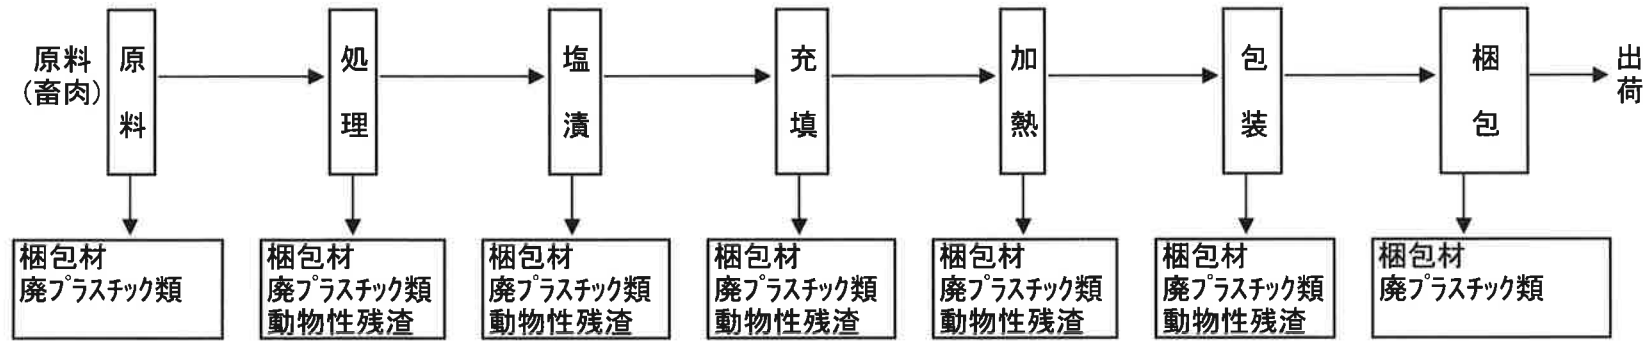 原料
(畜肉)
原料
処理
塩漬
充填
加熱
包装
梱包
出荷
梱包材
廃プラスチック類
梱包材
廃プラスチック類
動物性残渣
梱包材
廃プラスチック類
動物性残渣
梱包材
廃プラスチック類
動物性残渣
梱包材
廃プラスチック類
動物性残渣
梱包材
廃プラスチック類
動物性残渣
梱包材
廃プラスチック類